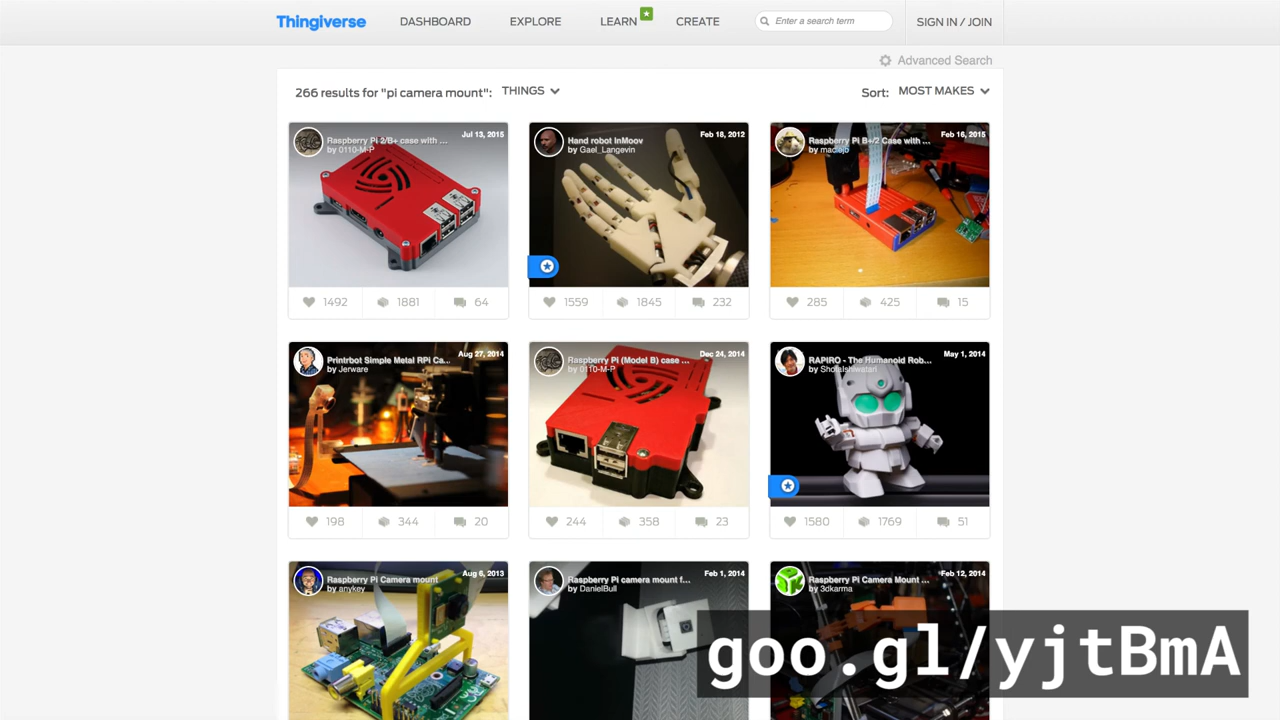 Thingiverse DASHBOARD EXPLORE LEARN CREATE Enter a search term SIGN IN / JOIN
Advanced Search
266 results for "pi camera mount": THINGS Sort: MOST MAKES
Raspberry Pi 2/B+ case with ... Jul 13, 2015
by 0110-M-P
1492 1881 64
Hand robot InMoov Feb 18, 2012
by Gael_Langevin
1559 1845 232
Raspberry Pi B+/2 Case with ... Feb 16, 2015
by maciejb
285 425 15
Printrbot Simple Metal RPi Ca... Aug 27, 2014
by Jerware
198 344 20
Raspberry Pi (Model B) case ... Dec 24, 2014
by 0110-M-P
244 358 23
RAPIRO - The Humanoid Rob... May 1, 2014
by ShotaIshiwatari
1580 1769 51
Raspberry Pi Camera mount Aug 6, 2013
by anykey
Raspberry Pi camera mount f... Feb 1, 2014
by DanielBull
Raspberry Pi Camera Mount ... Feb 12, 2014
by 3dkarma
goo.gl/yjtBmA